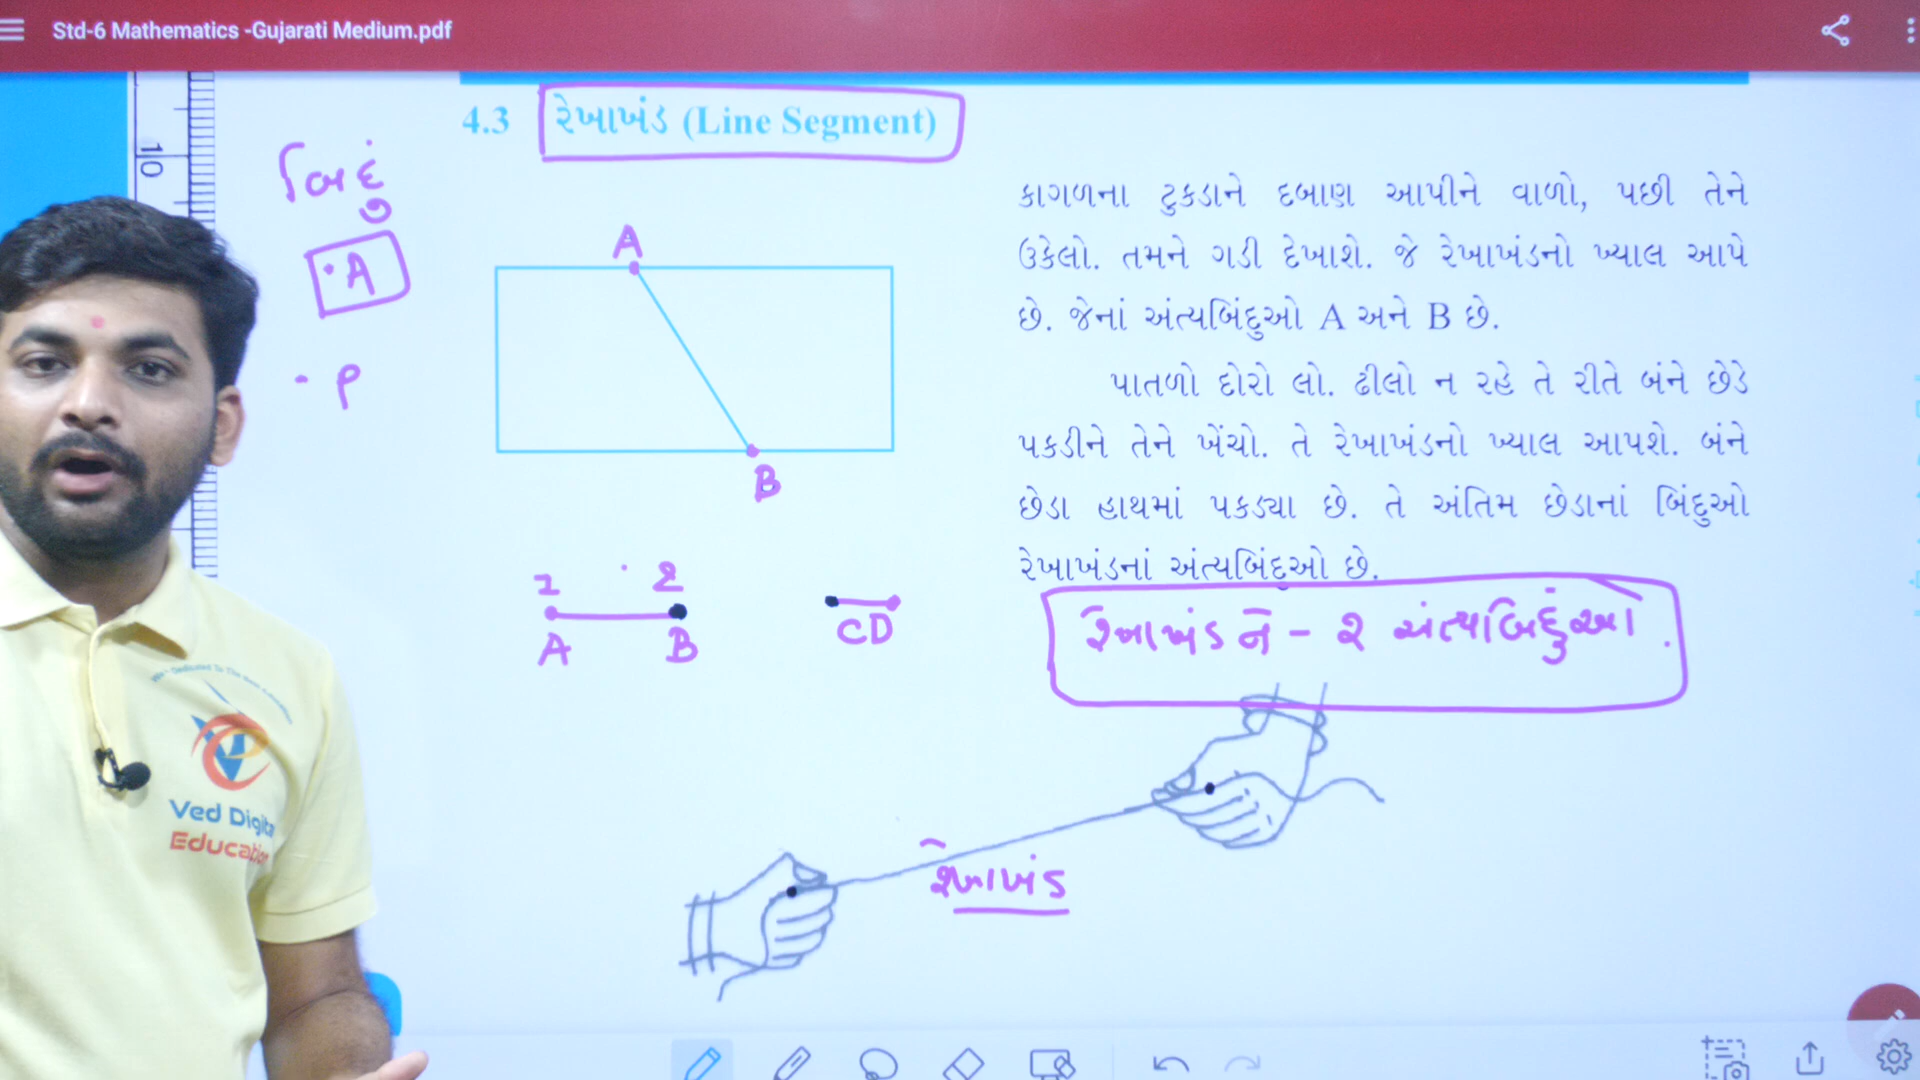 Std-6 Mathematics -Gujarati Medium.pdf
4.3 રેખાખંડ (Line Segment)
10
બિંદુ
A
P
A
B
કાગળના ટુકડાને દબાણ આપીને વાળો, પછી તેને
ઉકેલો. તમને ગડી દેખાશે. જે રેખાખંડનો ખ્યાલ આપે
છે. જેનાં અંત્યબિંદુઓ A અને B છે.
પાતળો દોરો લો. ઢીલો ન રહે તે રીતે બંને છેડે
પકડીને તેને ખેંચો. તે રેખાખંડનો ખ્યાલ આપશે. બંને
છેડા હાથમાં પકડ્યા છે. તે અંતિમ છેડાનાં બિંદુઓ
રેખાખંડનાં અંત્યબિંદુઓ છે.
A B
CD
રેખાખંડને - ૨ અંત્યબિંદુઓ.
રેખાખંડ
Ved Digital
Education